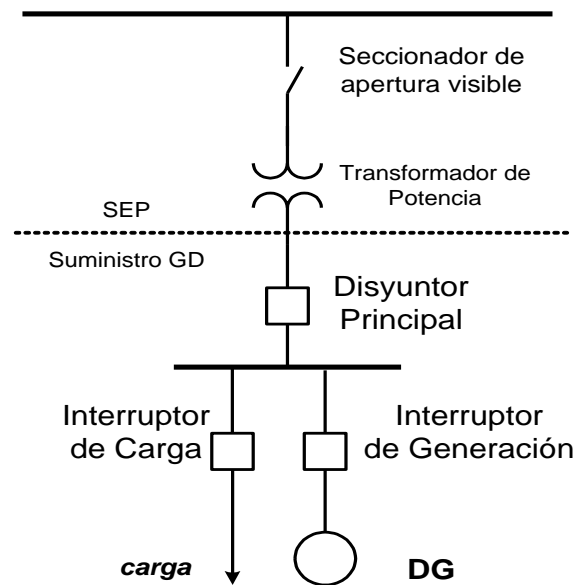 Seccionador de
apertura visible
Transformador de
Potencia
SEP
Suministro GD
Disyuntor
Principal
Interruptor
de Carga
Interruptor
de Generación
carga
DG